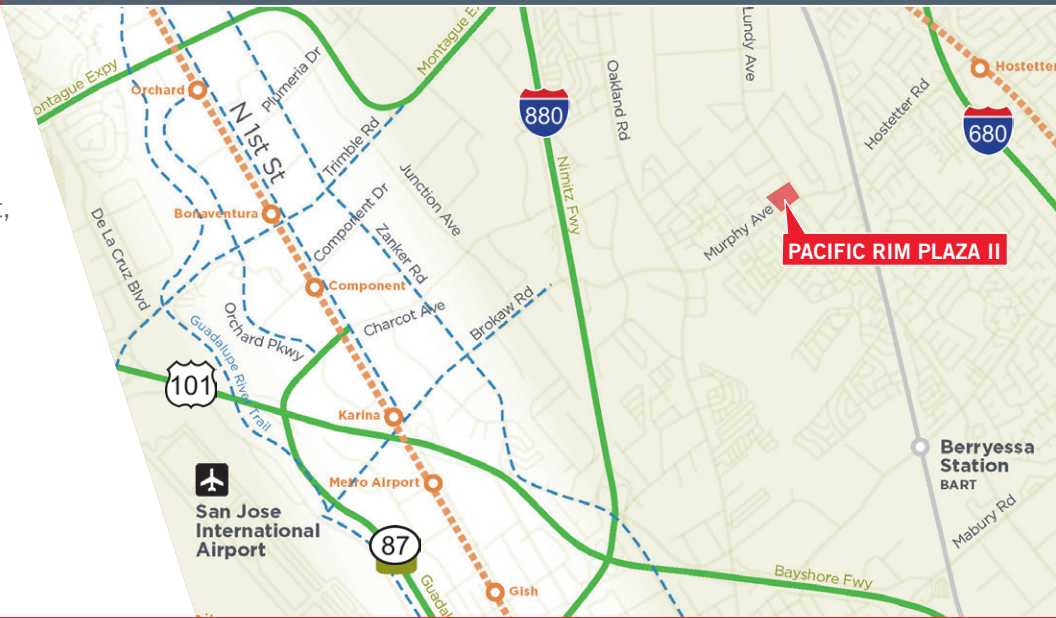 ontague Expy
Orchard
Plumeria Dr
Montague E
N 1st St
Trimble Rd
880
Oakland Rd
Lundy Ave
Hostetter Rd
Hostetter
680
t,
Bonaventura
De La Cruz Blvd
Component Dr
Junction Ave
Zanker Rd
Nimitz Fwy
Murphy Ave
PACIFIC RIM PLAZA II
Component
Charcot Ave
Brokaw Rd
Orchard Pkwy
Guadalupe River Trail
101
Karina
Metro Airport
San Jose
International
Airport
87
Guadal
Gish
Bayshore Fwy
Berryessa
Station
BART
Mabury Rd